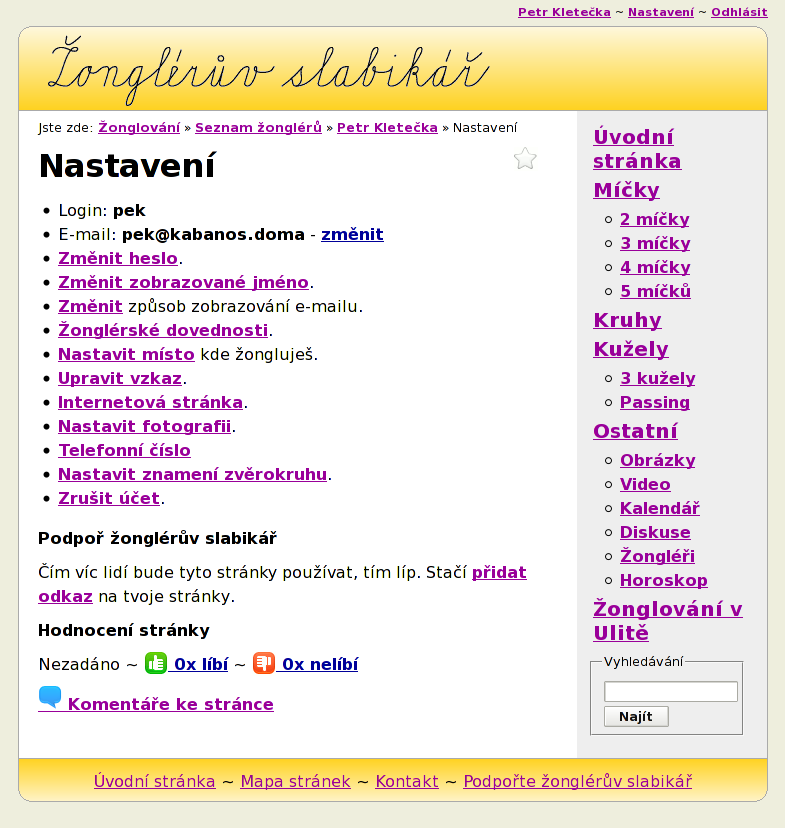 Petr Kletečka ~ Nastavení ~ Odhlásit
Žonglérův slabikář
Jste zde: Žonglování » Seznam žonglérů » Petr Kletečka » Nastavení
Nastavení
Login: pek
E-mail: pek@kabanos.doma - změnit
Změnit heslo.
Změnit zobrazované jméno.
Změnit způsob zobrazování e-mailu.
Žonglérské dovednosti.
Nastavit místo kde žongluješ.
Upravit vzkaz.
Internetová stránka.
Nastavit fotografii.
Telefonní číslo
Nastavit znamení zvěrokruhu.
Zrušit účet.
Podpoř žonglérův slabikář
Čím víc lidí bude tyto stránky používat, tím líp. Stačí přidat
odkaz na tvoje stránky.
Hodnocení stránky
Nezadáno ~ 0x líbí ~ 0x nelíbí
Komentáře ke stránce
Úvodní
stránka
Míčky
2 míčky
3 míčky
4 míčky
5 míčků
Kruhy
Kužely
3 kužely
Passing
Ostatní
Obrázky
Video
Kalendář
Diskuse
Žongléři
Horoskop
Žonglování v
Ulitě
Vyhledávání
Najít
Úvodní stránka ~ Mapa stránek ~ Kontakt ~ Podpořte žonglérův slabikář